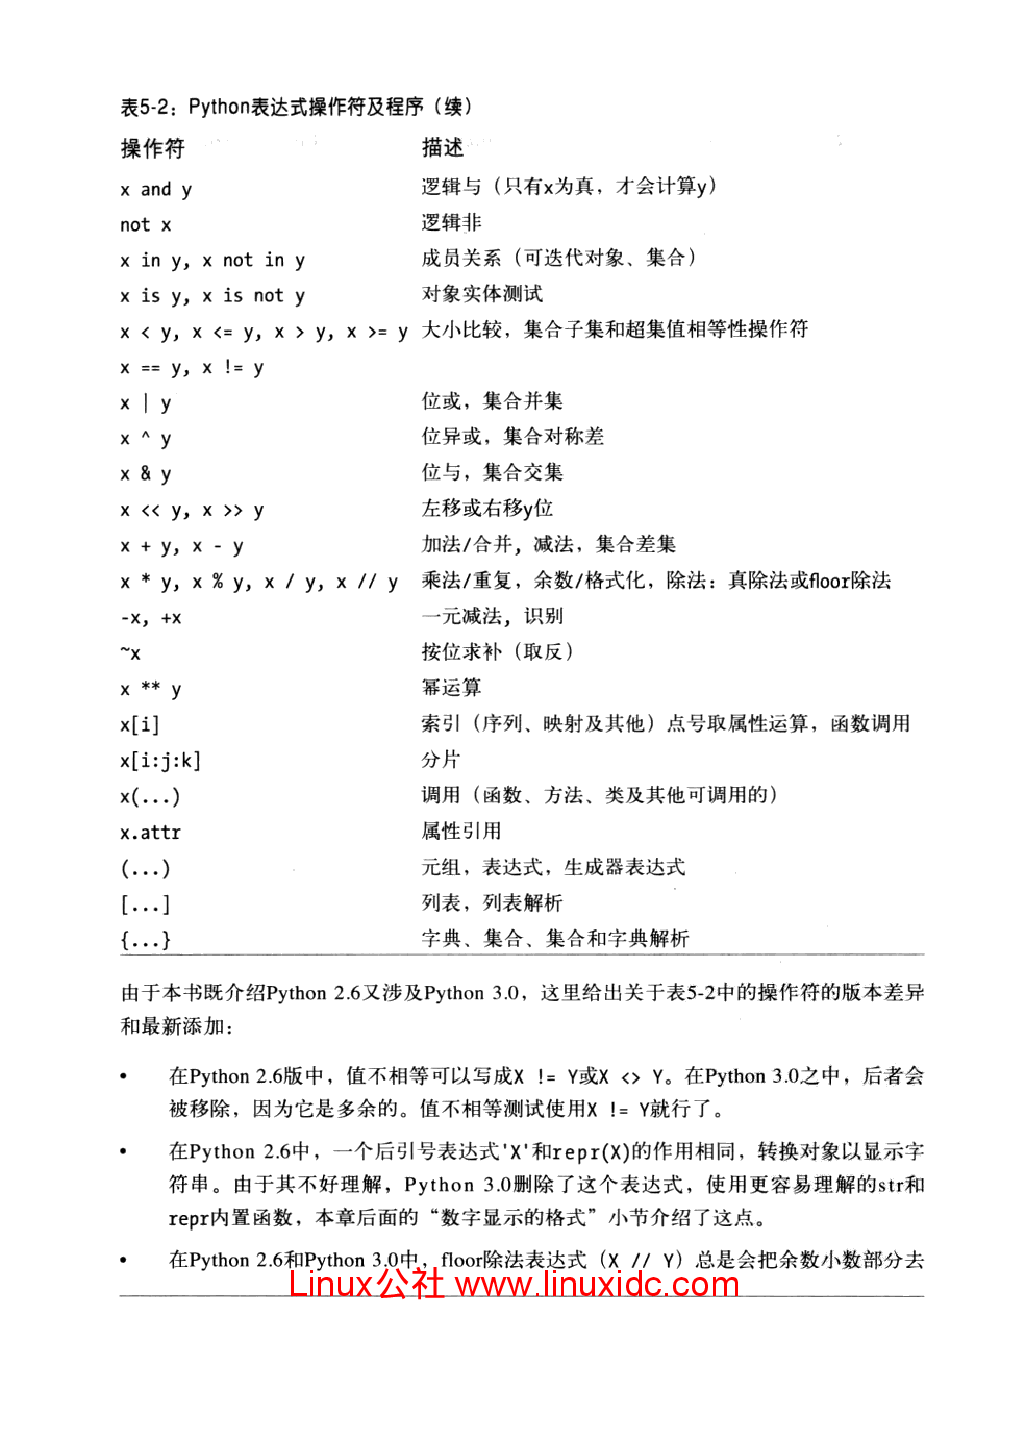 表5-2：Python表达式操作符及程序（续）
操作符 描述
x and y 逻辑与（只有x为真，才会计算y）
not x 逻辑非
x in y, x not in y 成员关系（可迭代对象、集合）
x is y, x is not y 对象实体测试
x < y, x <= y, x > y, x >= y 大小比较，集合子集和超集值相等性操作符
x == y, x != y
x | y 位或，集合并集
x ^ y 位异或，集合对称差
x & y 位与，集合交集
x << y, x >> y 左移或右移y位
x + y, x - y 加法/合并，减法，集合差集
x * y, x % y, x / y, x // y 乘法/重复，余数/格式化，除法：真除法或floor除法
-x, +x 一元减法，识别
~x 按位求补（取反）
x ** y 幂运算
x[i] 索引（序列、映射及其他）点号取属性运算，函数调用
x[i:j:k] 分片
x(...) 调用（函数、方法、类及其他可调用的）
x.attr 属性引用
(...) 元组，表达式，生成器表达式
[...] 列表，列表解析
{...} 字典、集合、集合和字典解析
由于本书既介绍Python 2.6又涉及Python 3.0，这里给出关于表5-2中的操作符的版本差异
和最新添加：
• 在Python 2.6版中，值不相等可以写成X != Y或X <> Y。在Python 3.0之中，后者会
被移除，因为它是多余的。值不相等测试使用X != Y就行了。
• 在Python 2.6中，一个后引号表达式'X'和repr(X)的作用相同，转换对象以显示字
符串。由于其不好理解，Python 3.0删除了这个表达式，使用更容易理解的str和
repr内置函数，本章后面的“数字显示的格式”小节介绍了这点。
• 在Python 2.6和Python 3.0中，floor除法表达式（X // Y）总是会把余数小数部分去
Linux公社 www.linuxidc.com